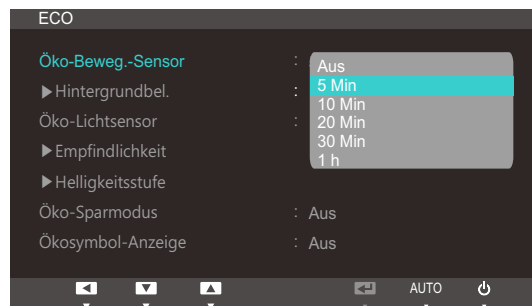 ECO
Öko-Beweg.-Sensor :
▶Hintergrundbel. :
Öko-Lichtsensor :
▶Empfindlichkeit
▶Helligkeitsstufe
Öko-Sparmodus : Aus
Ökosymbol-Anzeige : Aus
Aus
5 Min
10 Min
20 Min
30 Min
1 h
AUTO